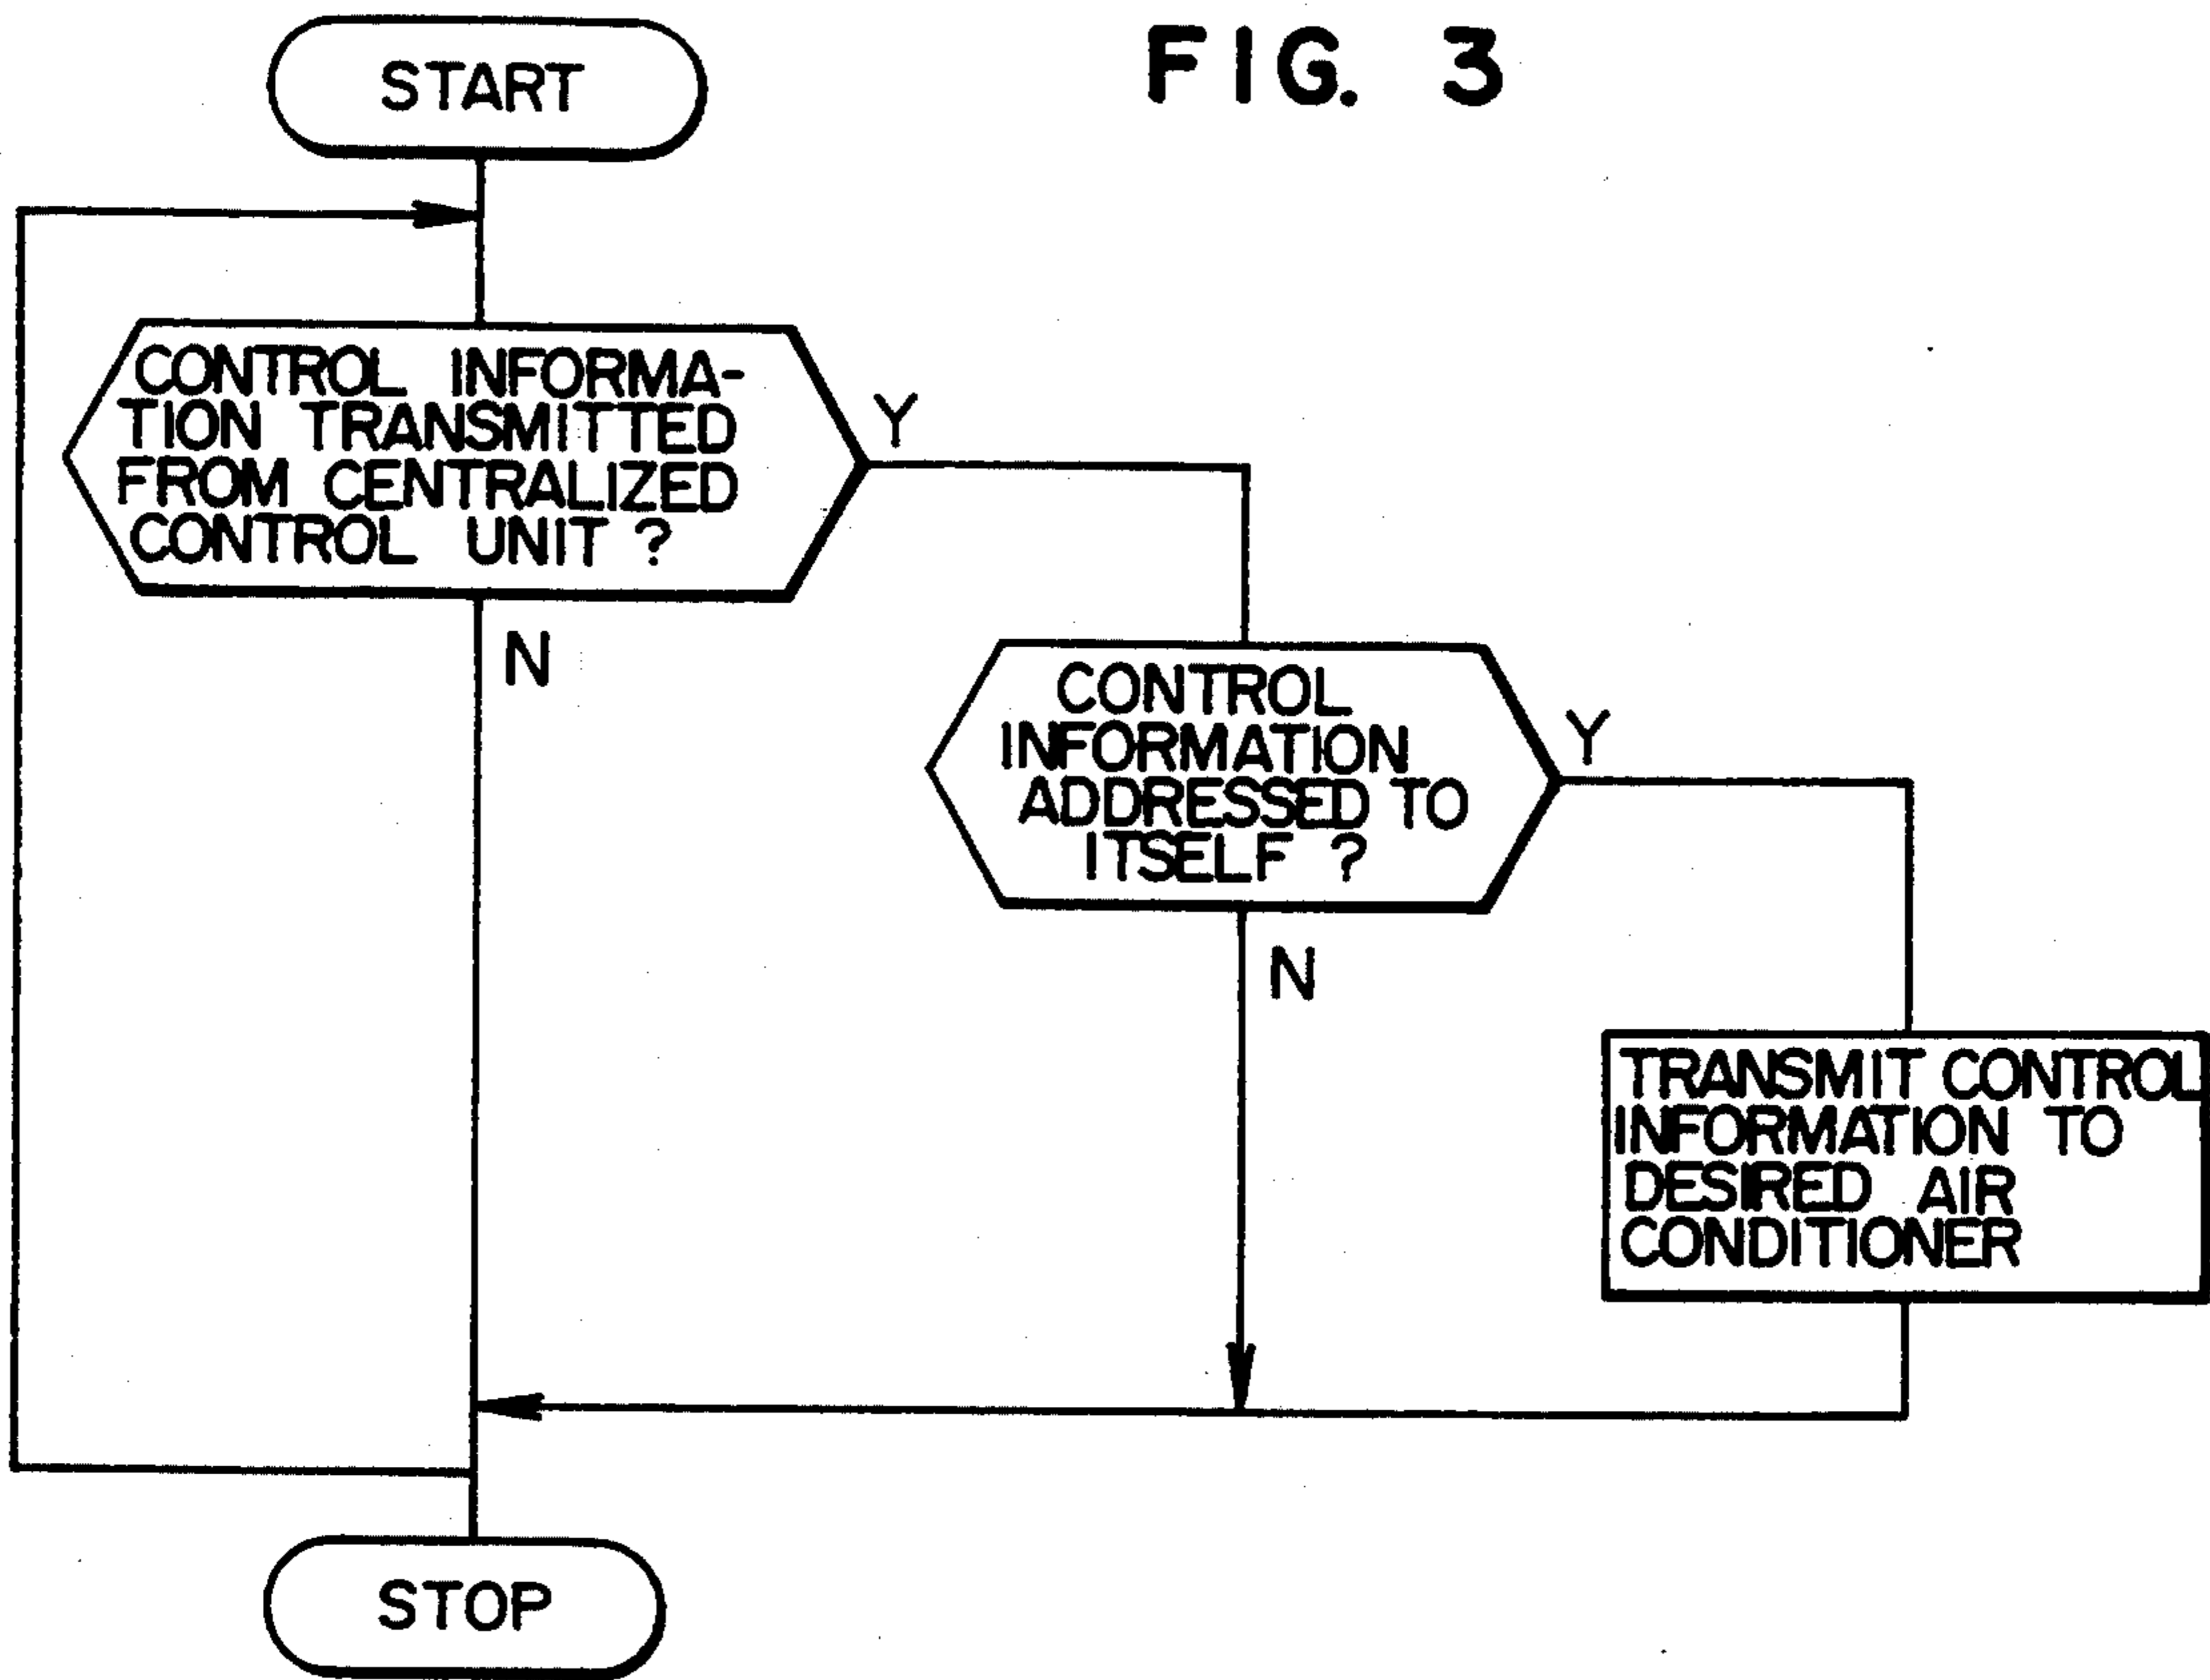 FIG. 3
START
CONTROL INFORMA-
TION TRANSMITTED
FROM CENTRALIZED
CONTROL UNIT ?
Y
N
CONTROL
INFORMATION
ADDRESSED TO
ITSELF ?
Y
N
TRANSMIT CONTROL
INFORMATION TO
DESIRED AIR
CONDITIONER
STOP